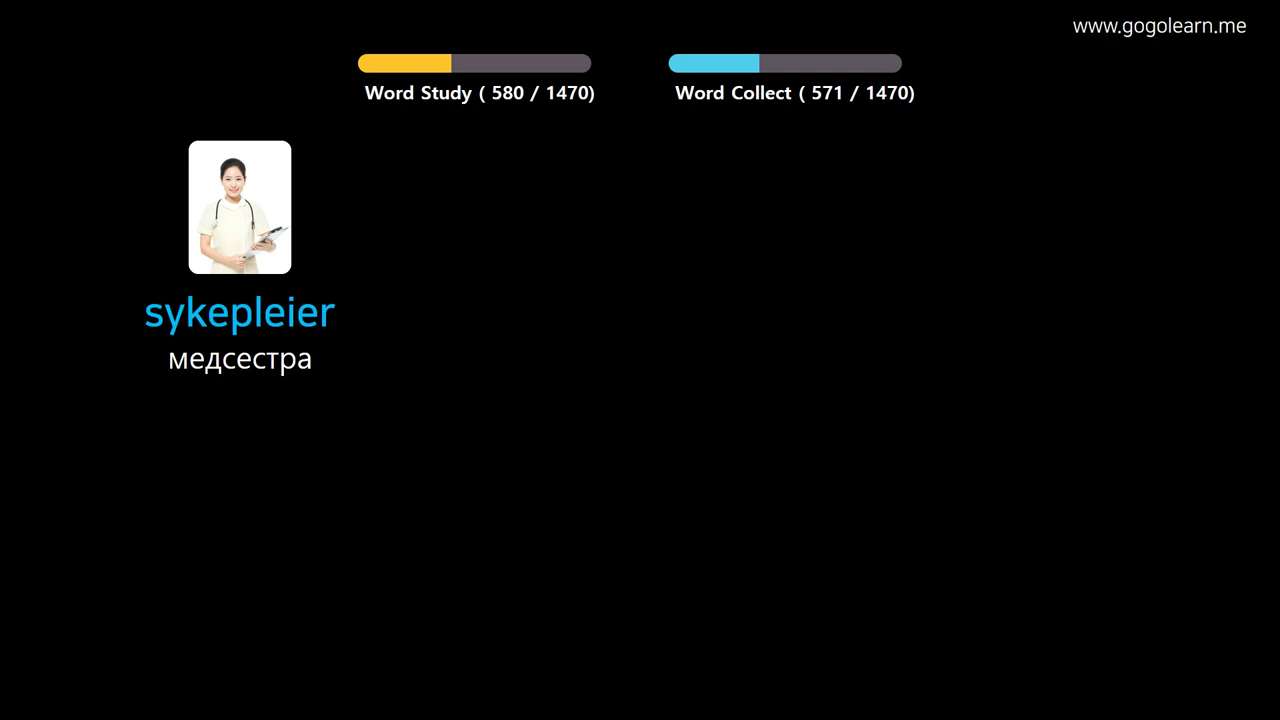 www.gogolearn.me
Word Study ( 580 / 1470)
Word Collect ( 571 / 1470)
sykepleier
медсестра